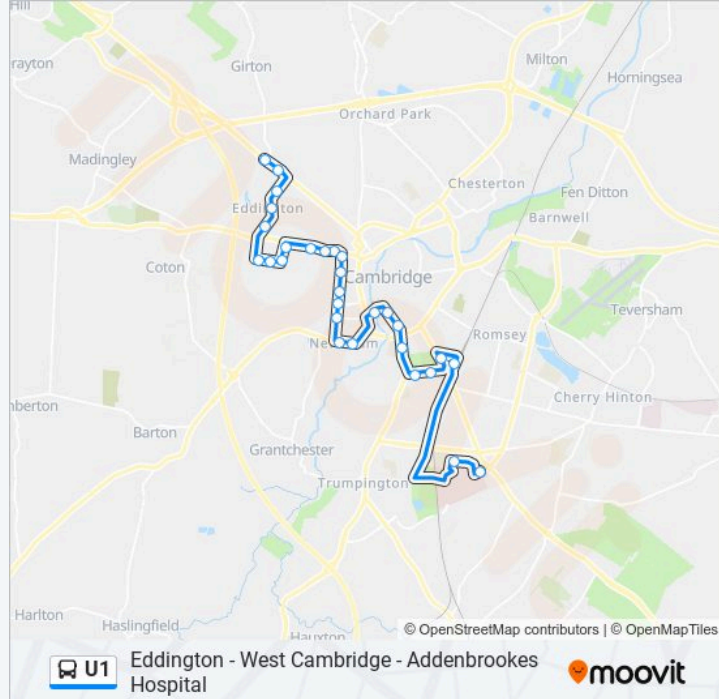 Hill
Girton
Milton
rayton
Horningsea
Orchard Park
Madingley
Chesterton
Fen Ditton
Eddington
Barnwell
Coton
Cambridge
Teversham
Romsey
Newnham
Cherry Hinton
nberton
Barton
Grantchester
Trumpington
Harlton
Haslingfield
Hauxton
© OpenStreetMap contributors | © OpenMapTiles
U1
Eddington - West Cambridge - Addenbrookes
Hospital
moovit